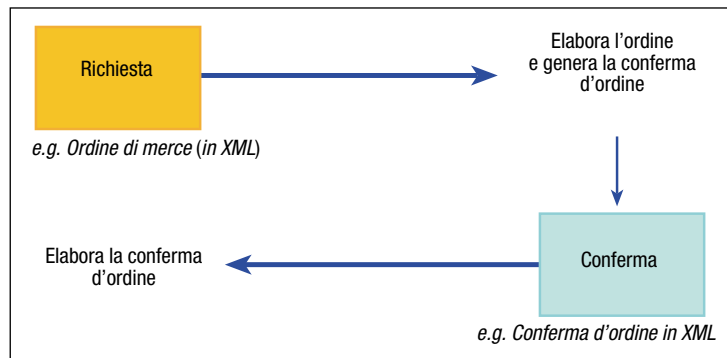 Richiesta
Elabora l'ordine
e genera la conferma
d'ordine
e.g. Ordine di merce (in XML)
Elabora la conferma
d'ordine
Conferma
e.g. Conferma d'ordine in XML